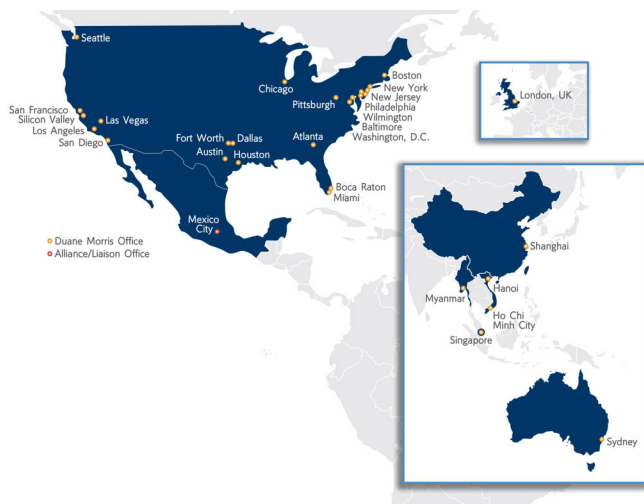 Seattle
Chicago
Boston
New York
New Jersey
Pittsburgh
Philadelphia
Wilmington
Baltimore
Washington, D.C.
San Francisco
Silicon Valley
Las Vegas
Los Angeles
San Diego
Fort Worth
Dallas
Austin
Houston
Atlanta
Boca Raton
Miami
Mexico
City
Duane Morris Office
Alliance/Liaison Office
London, UK
Shanghai
Hanoi
Myanmar
Ho Chi
Minh City
Singapore
Sydney